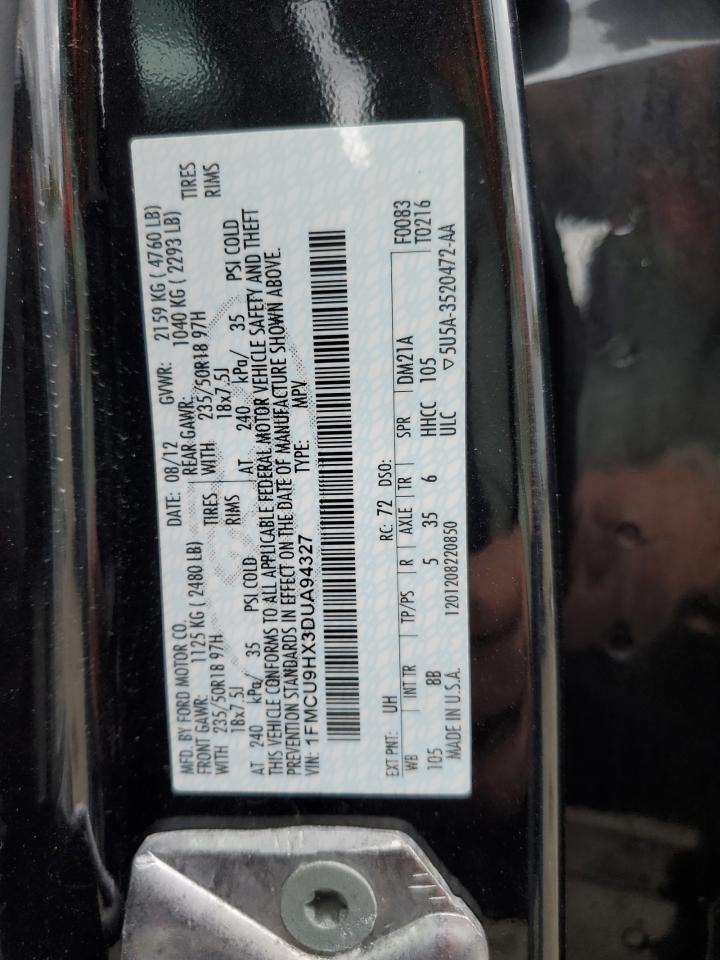 MFD. BY FORD MOTOR CO. DATE: 08/12 GVWR: 2159 KG ( 4760 LB)
FRONT GAWR: 1125 KG ( 2480 LB) REAR GAWR: 1040 KG ( 2293 LB)
WITH 235/50R18 97H TIRES WITH 235/50R18 97H TIRES
18x7.5J RIMS 18x7.5J RIMS
AT 240 kPa/ 35 PSI COLD AT 240 kPa/ 35 PSI COLD
THIS VEHICLE CONFORMS TO ALL APPLICABLE FEDERAL MOTOR VEHICLE SAFETY AND THEFT
PREVENTION STANDARDS IN EFFECT ON THE DATE OF MANUFACTURE SHOWN ABOVE.
VIN: 1FMCU9HX3DUA94327 TYPE: MPV
EXT PNT: UH RC: 72 DSO: F0083
WB INT TR TP/PS R AXLE TR SPR DM21A T0216
105 8B 5 35 6 HHCC 105
MADE IN U.S.A. 1201208220850 ULC ▽5U5A-3520472-AA